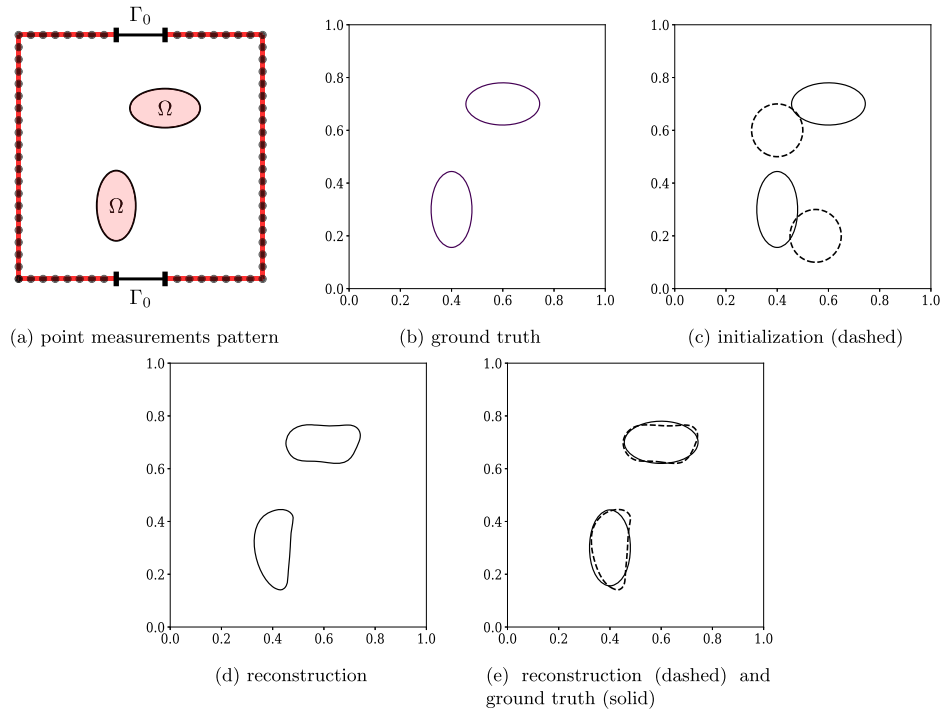 Γ0
Ω
Ω
Γ0
(a) point measurements pattern
1.0
0.8
0.6
0.4
0.2
0.0
0.0 0.2 0.4 0.6 0.8 1.0
(b) ground truth
1.0
0.8
0.6
0.4
0.2
0.0
0.0 0.2 0.4 0.6 0.8 1.0
(c) initialization (dashed)
1.0
0.8
0.6
0.4
0.2
0.0
0.0 0.2 0.4 0.6 0.8 1.0
(d) reconstruction
1.0
0.8
0.6
0.4
0.2
0.0
0.0 0.2 0.4 0.6 0.8 1.0
(e) reconstruction (dashed) and
ground truth (solid)